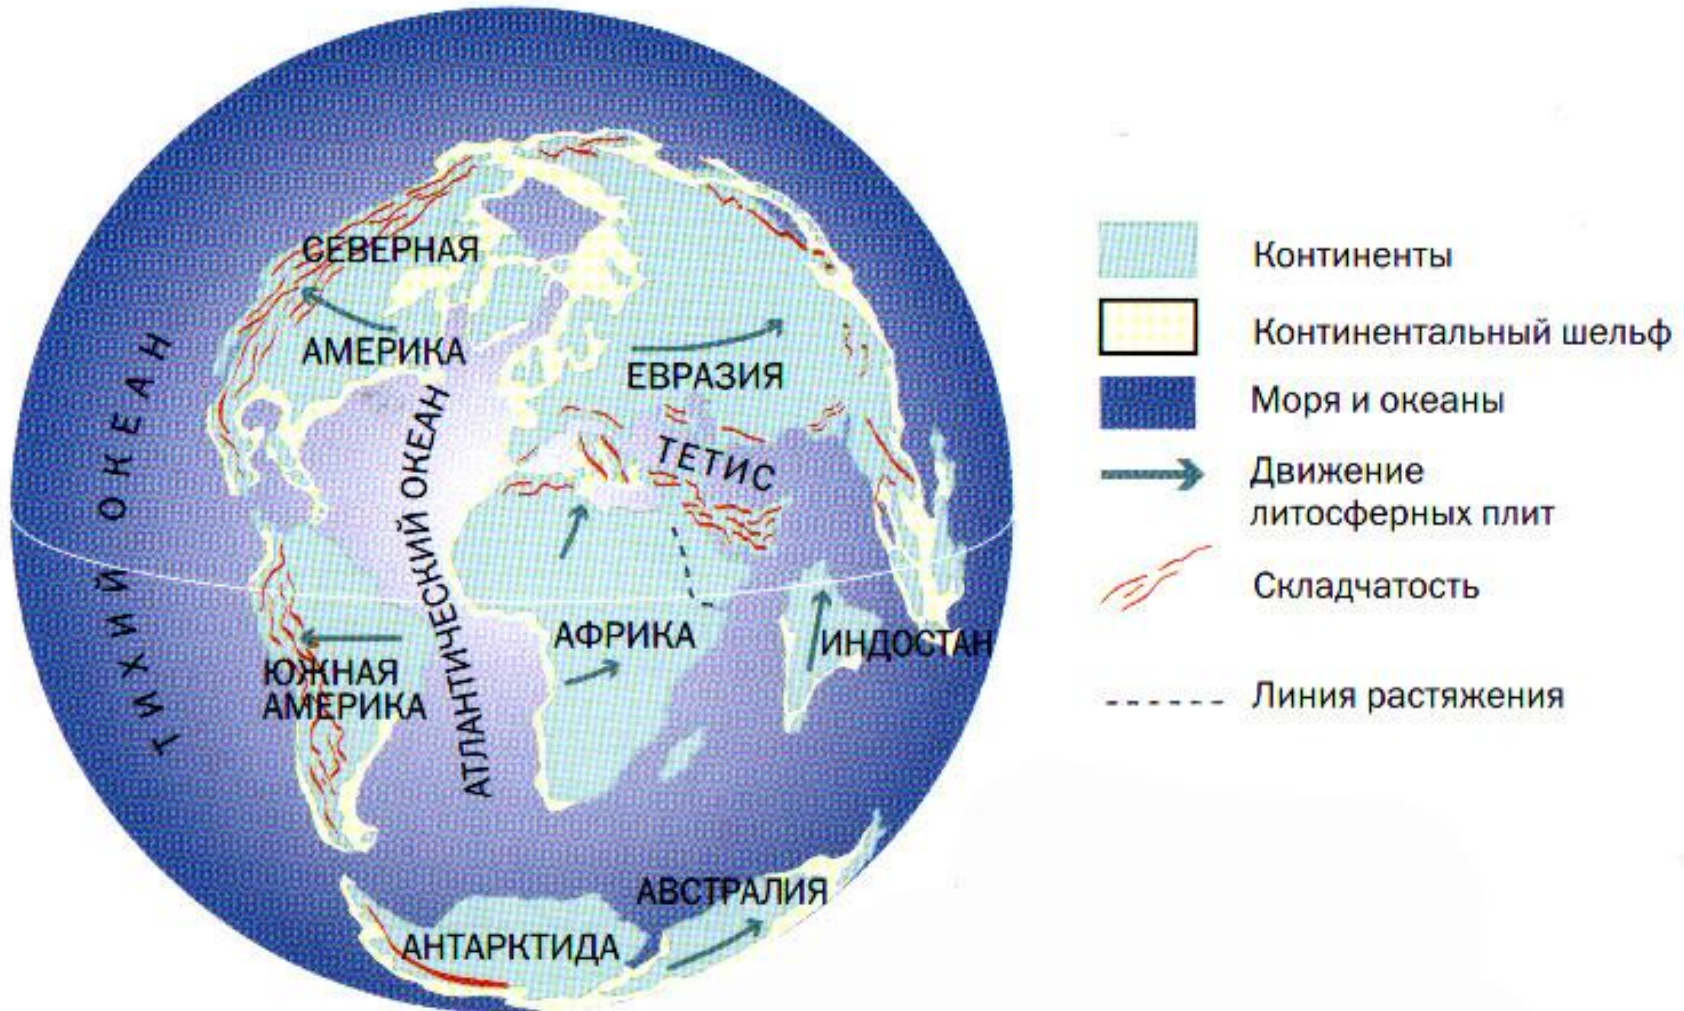 СЕВЕРНАЯ
АМЕРИКА
ЕВРАЗИЯ
ТЕТИС
ТИХИЙ ОКЕАН
АТЛАНТИЧЕСКИЙ ОКЕАН
АФРИКА
ИНДОСТАН
ЮЖНАЯ
АМЕРИКА
АВСТРАЛИЯ
АНТАРКТИДА
Континенты
Континентальный шельф
Моря и океаны
Движение
литосферных плит
Складчатость
Линия растяжения